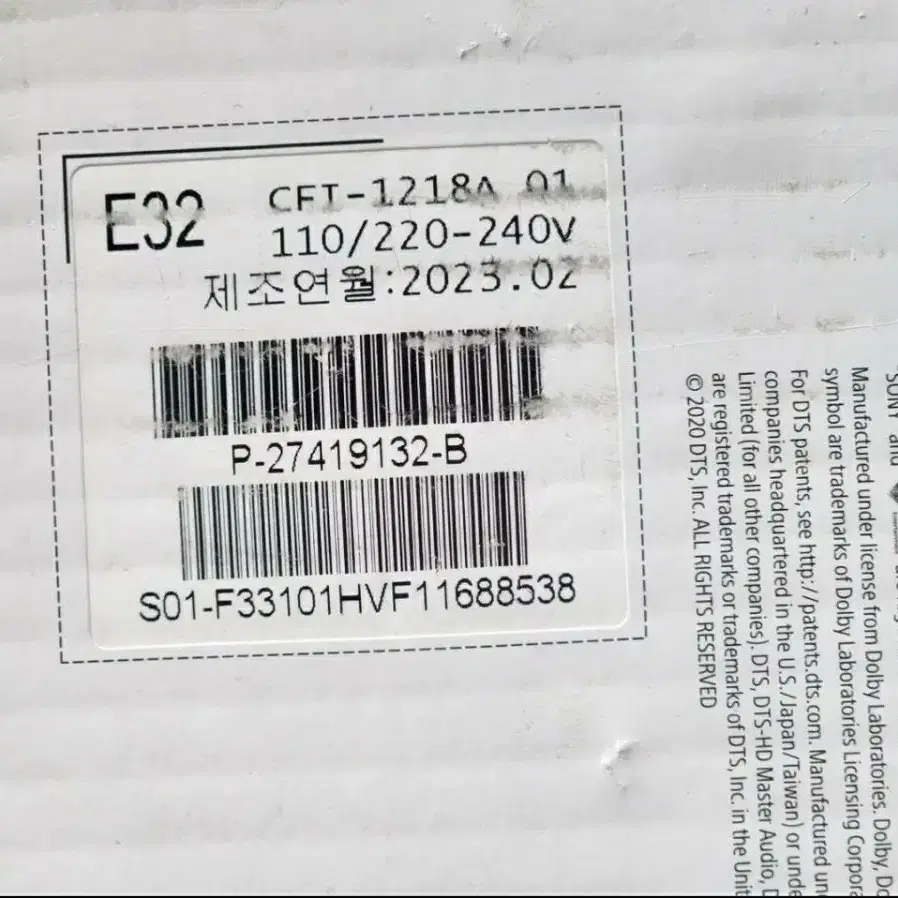 E32
CFI-1218A 01
110/220-240V
제조연월:2023.02
P-27419132-B
S01-F33101HVF11688538
SONY and
Manufactured under license from Dolby Laboratories. Dolby,
symbol are trademarks of Dolby Laboratories Licensing
For DTS patents, see http://patents.dts.com. Manufactured
companies headquartered in the U.S./Japan/Taiwan) or
Limited (for all other companies). DTS, DTS-HD Master Audio,
are registered trademarks or trademarks of DTS, Inc. in the
© 2020 DTS, Inc. ALL RIGHTS RESERVED